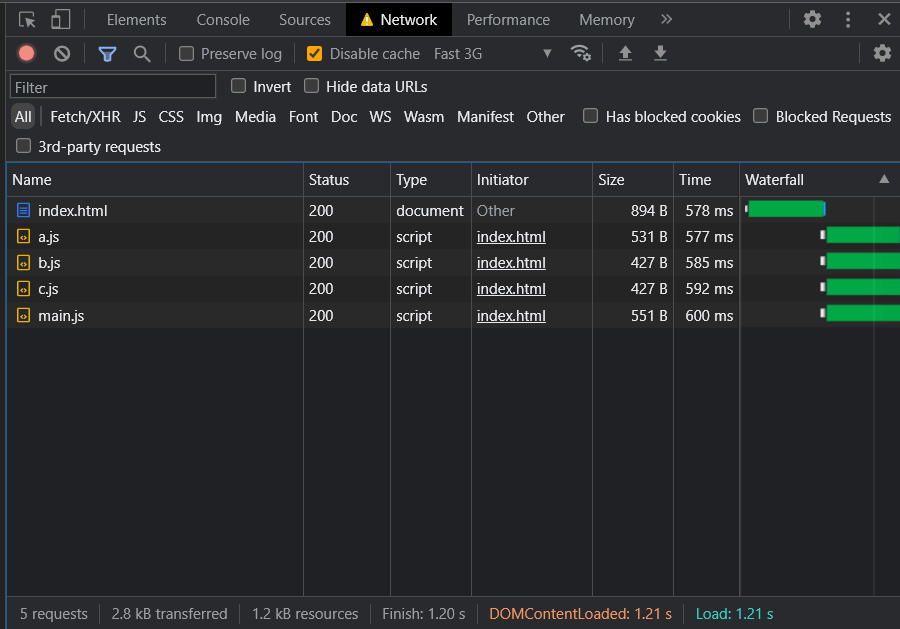 Elements Console Sources Network Performance Memory »
Preserve log Disable cache Fast 3G
Filter Invert Hide data URLs
All Fetch/XHR JS CSS Img Media Font Doc WS Wasm Manifest Other Has blocked cookies Blocked Requests
3rd-party requests
Name Status Type Initiator Size Time Waterfall
index.html 200 document Other 894 B 578 ms
a.js 200 script index.html 531 B 577 ms
b.js 200 script index.html 427 B 585 ms
c.js 200 script index.html 427 B 592 ms
main.js 200 script index.html 551 B 600 ms
5 requests 2.8 kB transferred 1.2 kB resources Finish: 1.20 s DOMContentLoaded: 1.21 s Load: 1.21 s